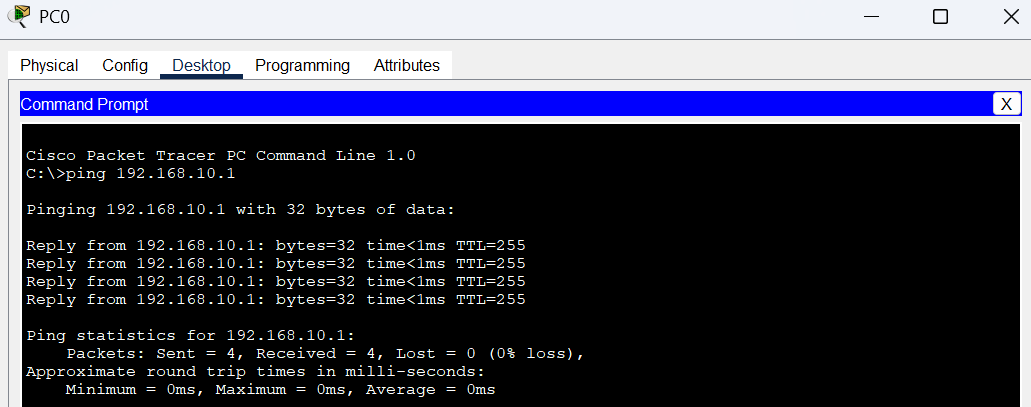 PC0
Physical Config Desktop Programming Attributes
Command Prompt
X
Cisco Packet Tracer PC Command Line 1.0
C:\>ping 192.168.10.1
Pinging 192.168.10.1 with 32 bytes of data:
Reply from 192.168.10.1: bytes=32 time<1ms TTL=255
Reply from 192.168.10.1: bytes=32 time<1ms TTL=255
Reply from 192.168.10.1: bytes=32 time<1ms TTL=255
Reply from 192.168.10.1: bytes=32 time<1ms TTL=255
Ping statistics for 192.168.10.1:
Packets: Sent = 4, Received = 4, Lost = 0 (0% loss),
Approximate round trip times in milli-seconds:
Minimum = 0ms, Maximum = 0ms, Average = 0ms